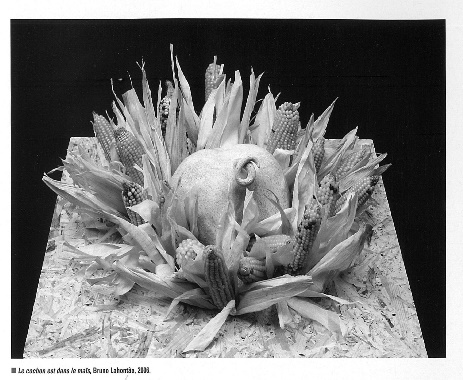 ■ Le cochon est dans le maïs, Bruno Lahontâa, 2006.